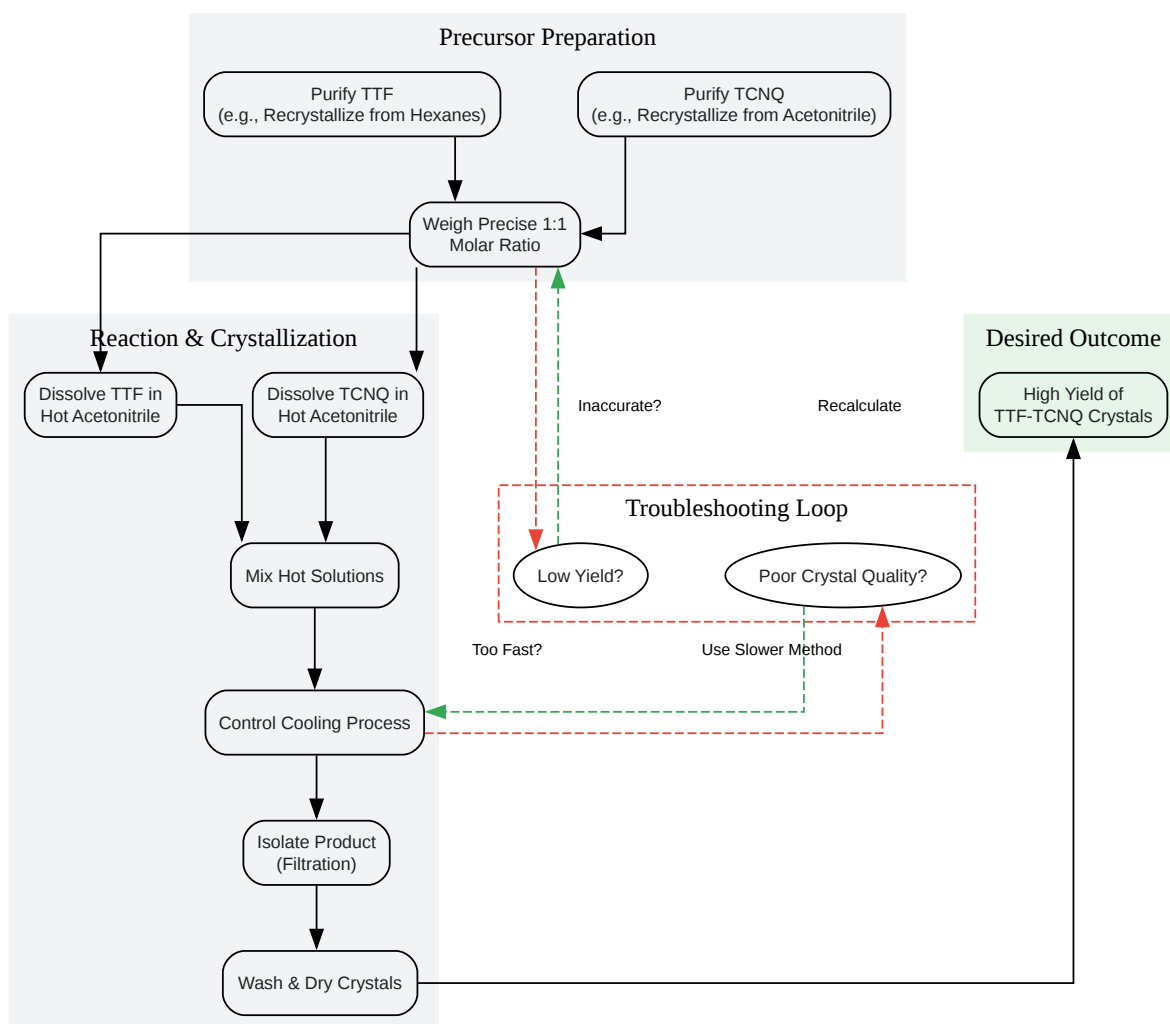 Precursor Preparation
Purify TTF
(e.g., Recrystallize from Hexanes)
Purify TCNQ
(e.g., Recrystallize from Acetonitrile)
Weigh Precise 1:1
Molar Ratio
Reaction & Crystallization
Dissolve TTF in
Hot Acetonitrile
Dissolve TCNQ in
Hot Acetonitrile
Inaccurate?
Recalculate
Desired Outcome
High Yield of
TTF-TCNQ Crystals
Troubleshooting Loop
Low Yield?
Poor Crystal Quality?
Mix Hot Solutions
Too Fast?
Use Slower Method
Control Cooling Process
Isolate Product
(Filtration)
Wash & Dry Crystals